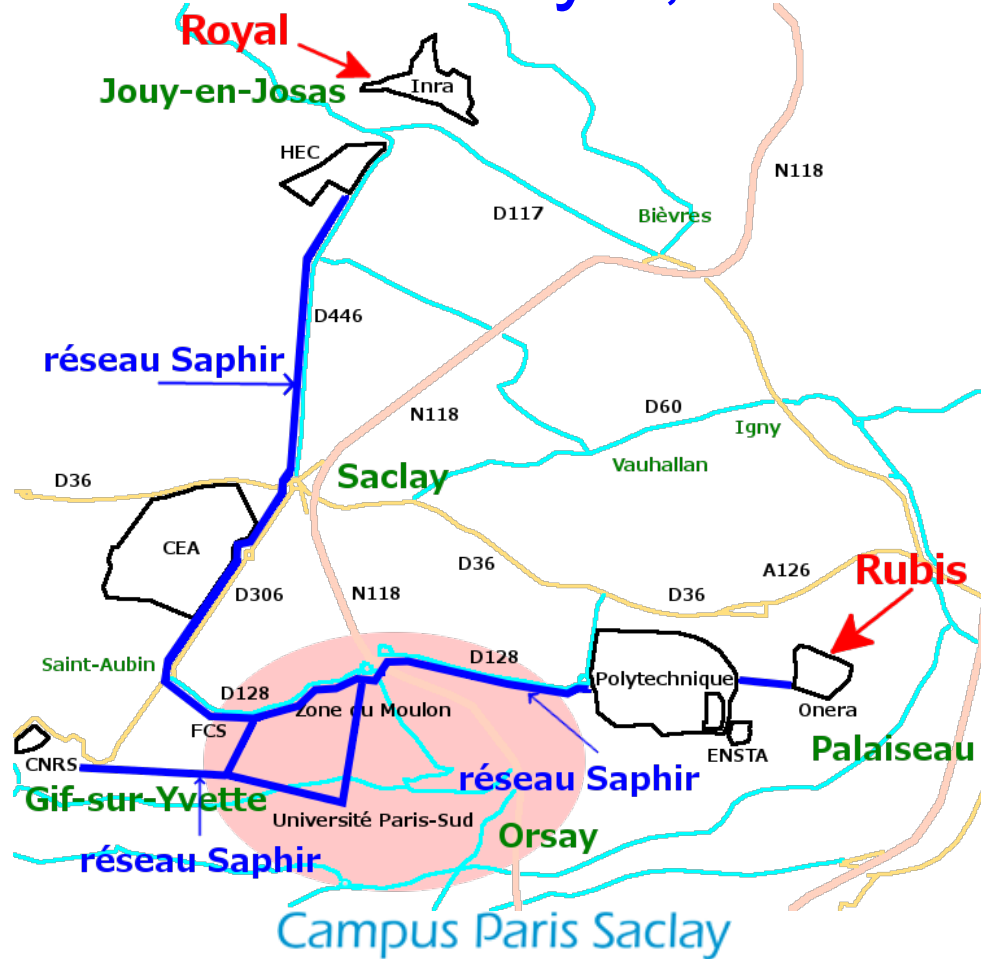 Royal
Inra
Jouy-en-Josas
HEC
N118
D117
Bièvres
D446
réseau Saphir
N118
D60
Igny
Vauhallan
Saclay
D36
CEA
D36
A126
Rubis
D306
N118
D36
Saint-Aubin
D128
D128
Polytechnique
Zone du Moulon
Onera
FCS
ENSTA
Palaiseau
CNRS
réseau Saphir
Gif-sur-Yvette
Université Paris-Sud
Orsay
réseau Saphir
Campus Paris Saclay